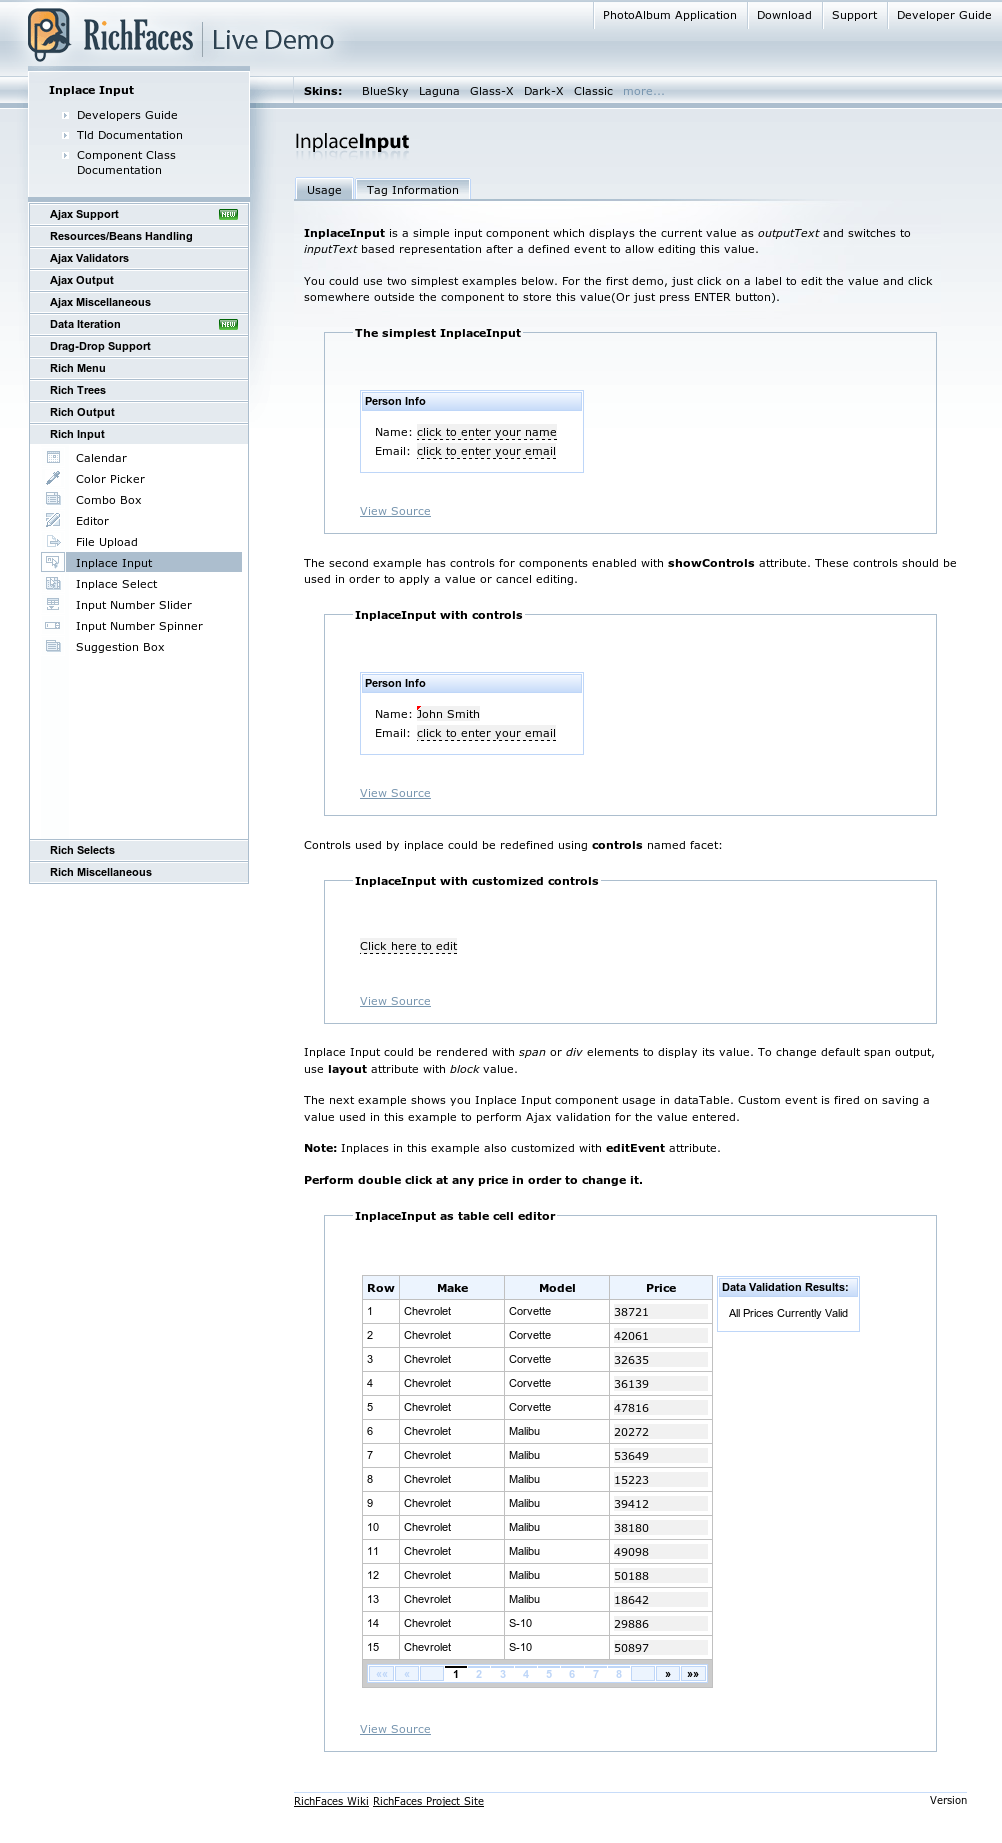 PhotoAlbum Application Download Support Developer Guide
RichFaces Live Demo
Inplace Input
Developers Guide
Tld Documentation
Component Class
Documentation
Skins: BlueSky Laguna Glass-X Dark-X Classic more...
Ajax Support NEW
Resources/Beans Handling
Ajax Validators
Ajax Output
Ajax Miscellaneous
Data Iteration NEW
Drag-Drop Support
Rich Menu
Rich Trees
Rich Output
Rich Input
Calendar
Color Picker
Combo Box
Editor
File Upload
Inplace Input
Inplace Select
Input Number Slider
Input Number Spinner
Suggestion Box
Rich Selects
Rich Miscellaneous
InplaceInput
Usage Tag Information
InplaceInput is a simple input component which displays the current value as outputText and switches to
inputText based representation after a defined event to allow editing this value.
You could use two simplest examples below. For the first demo, just click on a label to edit the value and click
somewhere outside the component to store this value(Or just press ENTER button).
The simplest InplaceInput
Person Info
Name: click to enter your name
Email: click to enter your email
View Source
The second example has controls for components enabled with showControls attribute. These controls should be
used in order to apply a value or cancel editing.
InplaceInput with controls
Person Info
Name: John Smith
Email: click to enter your email
View Source
Controls used by inplace could be redefined using controls named facet:
InplaceInput with customized controls
Click here to edit
View Source
Inplace Input could be rendered with span or div elements to display its value. To change default span output,
use layout attribute with block value.
The next example shows you Inplace Input component usage in dataTable. Custom event is fired on saving a
value used in this example to perform Ajax validation for the value entered.
Note: Inplaces in this example also customized with editEvent attribute.
Perform double click at any price in order to change it.
InplaceInput as table cell editor
Row Make Model Price
1 Chevrolet Corvette 38721
2 Chevrolet Corvette 42061
3 Chevrolet Corvette 32635
4 Chevrolet Corvette 36139
5 Chevrolet Corvette 47816
6 Chevrolet Malibu 20272
7 Chevrolet Malibu 53649
8 Chevrolet Malibu 15223
9 Chevrolet Malibu 39412
10 Chevrolet Malibu 38180
11 Chevrolet Malibu 49098
12 Chevrolet Malibu 50188
13 Chevrolet Malibu 18642
14 Chevrolet S-10 29886
15 Chevrolet S-10 50897
«« « 1 2 3 4 5 6 7 8 » »»
Data Validation Results:
All Prices Currently Valid
View Source
RichFaces Wiki RichFaces Project Site Version